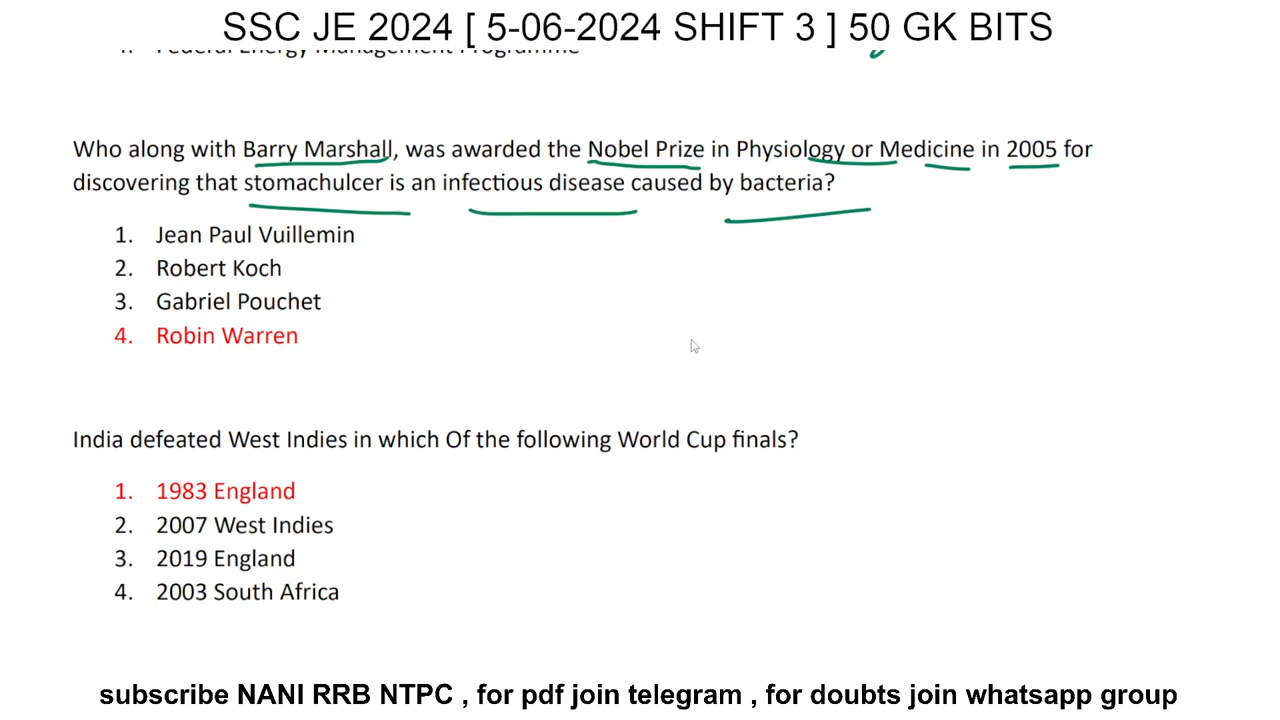 SSC JE 2024 [ 5-06-2024 SHIFT 3 ] 50 GK BITS
Federal Energy Management Programme
Who along with Barry Marshall, was awarded the Nobel Prize in Physiology or Medicine in 2005 for
discovering that stomachulcer is an infectious disease caused by bacteria?
1. Jean Paul Vuillemin
2. Robert Koch
3. Gabriel Pouchet
4. Robin Warren
India defeated West Indies in which Of the following World Cup finals?
1. 1983 England
2. 2007 West Indies
3. 2019 England
4. 2003 South Africa
subscribe NANI RRB NTPC , for pdf join telegram , for doubts join whatsapp group